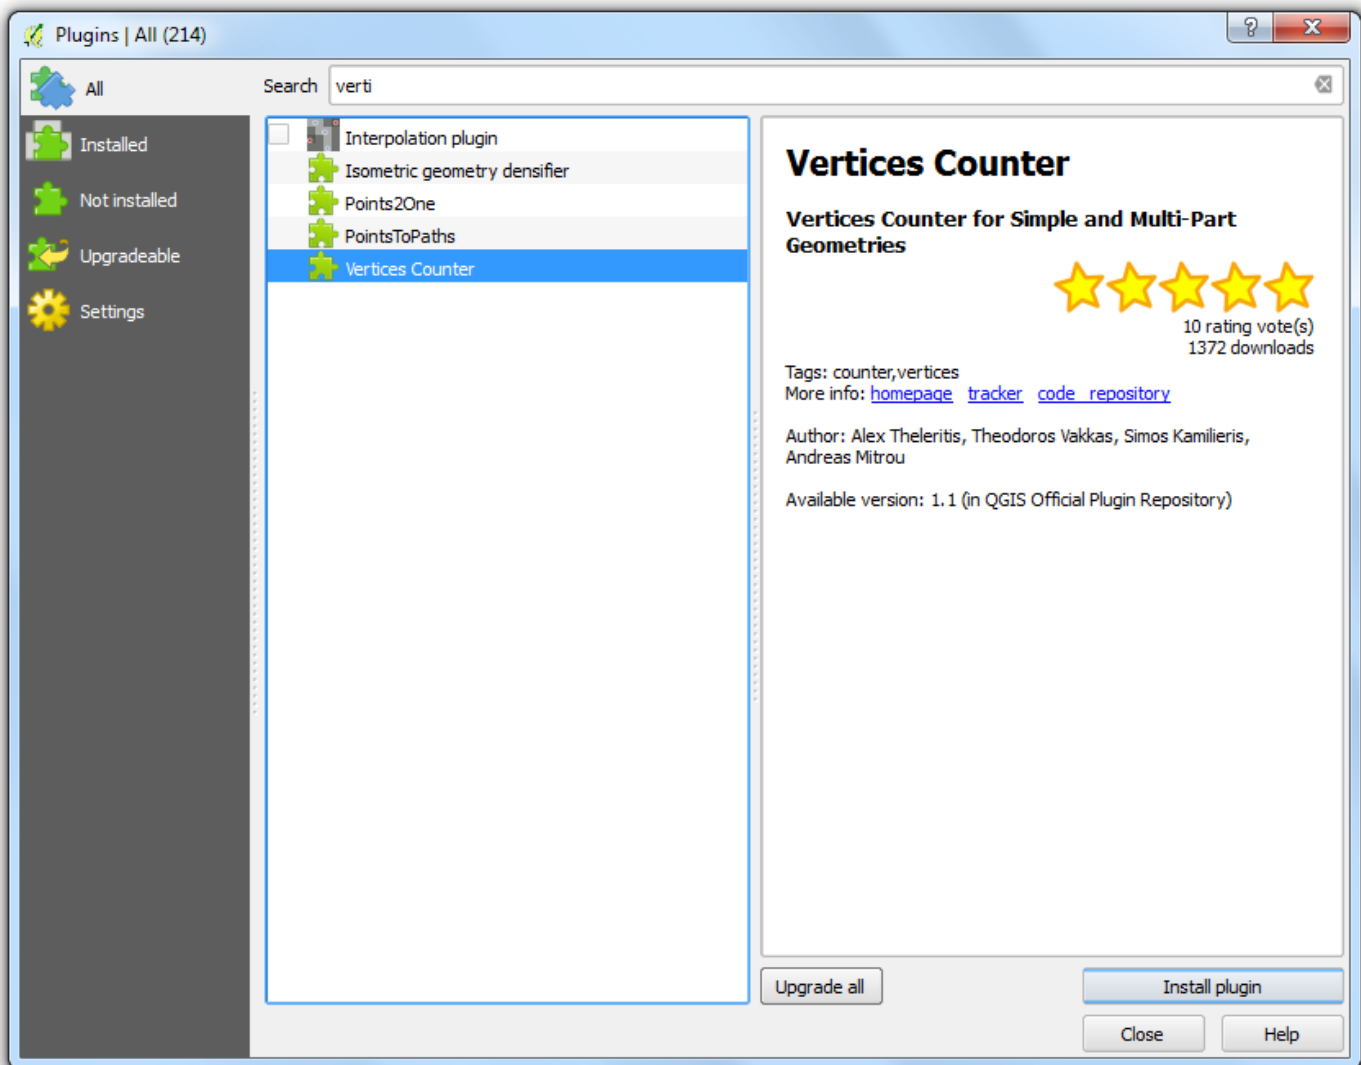 Plugins | All (214)
All
Installed
Not installed
Upgradeable
Settings
Search verti
Interpolation plugin
Isometric geometry densifier
Points2One
PointsToPaths
Vertices Counter
Vertices Counter
Vertices Counter for Simple and Multi-Part
Geometries
10 rating vote(s)
1372 downloads
Tags: counter,vertices
More info: homepage tracker code_repository
Author: Alex Theleritis, Theodoros Vakkas, Simos Kamilieris,
Andreas Mitrou
Available version: 1.1 (in QGIS Official Plugin Repository)
Upgrade all
Install plugin
Close
Help